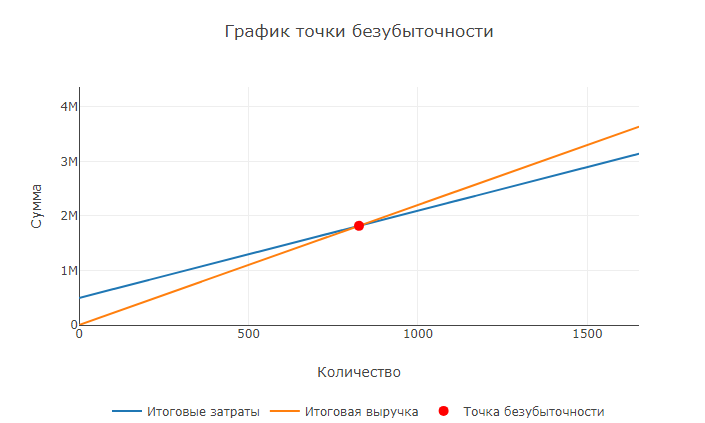 График точки безубыточности
Сумма
4M
3M
2M
1M
0
0 500 1000 1500
Количество
Итоговые затраты Итоговая выручка Точка безубыточности